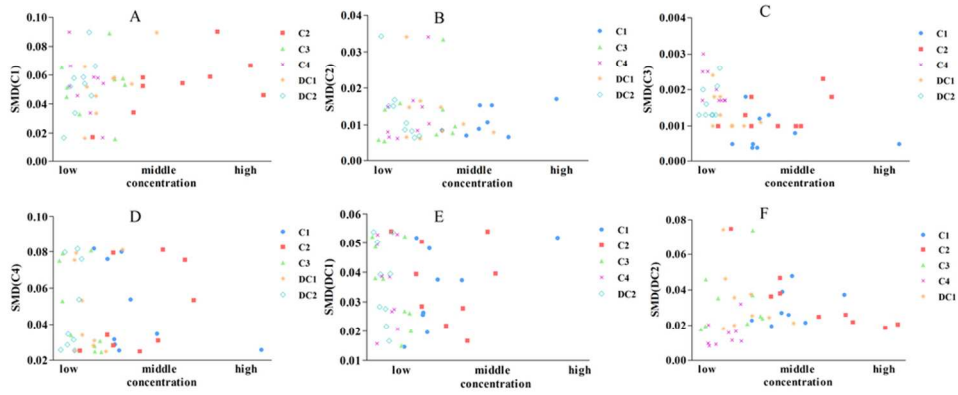 A
0.10
0.08
0.06
0.04
0.02
0.00
SMD(C1)
low middle high
concentration
C2
C3
C4
DC1
DC2
B
0.04
0.03
0.02
0.01
0.00
SMD(C2)
low middle high
concentration
C1
C3
C4
DC1
DC2
C
0.004
0.003
0.002
0.001
0.000
SMD(C3)
low middle high
concentration
C1
C2
C4
DC1
DC2
D
0.10
0.08
0.06
0.04
0.02
SMD(C4)
low middle high
concentration
C1
C2
C3
DC1
DC2
E
0.06
0.05
0.04
0.03
0.02
0.01
SMD(DC1)
low middle high
concentration
C1
C2
C3
C4
DC2
F
0.08
0.06
0.04
0.02
0.00
SMD(DC2)
low middle high
concentration
C1
C2
C3
C4
DC1